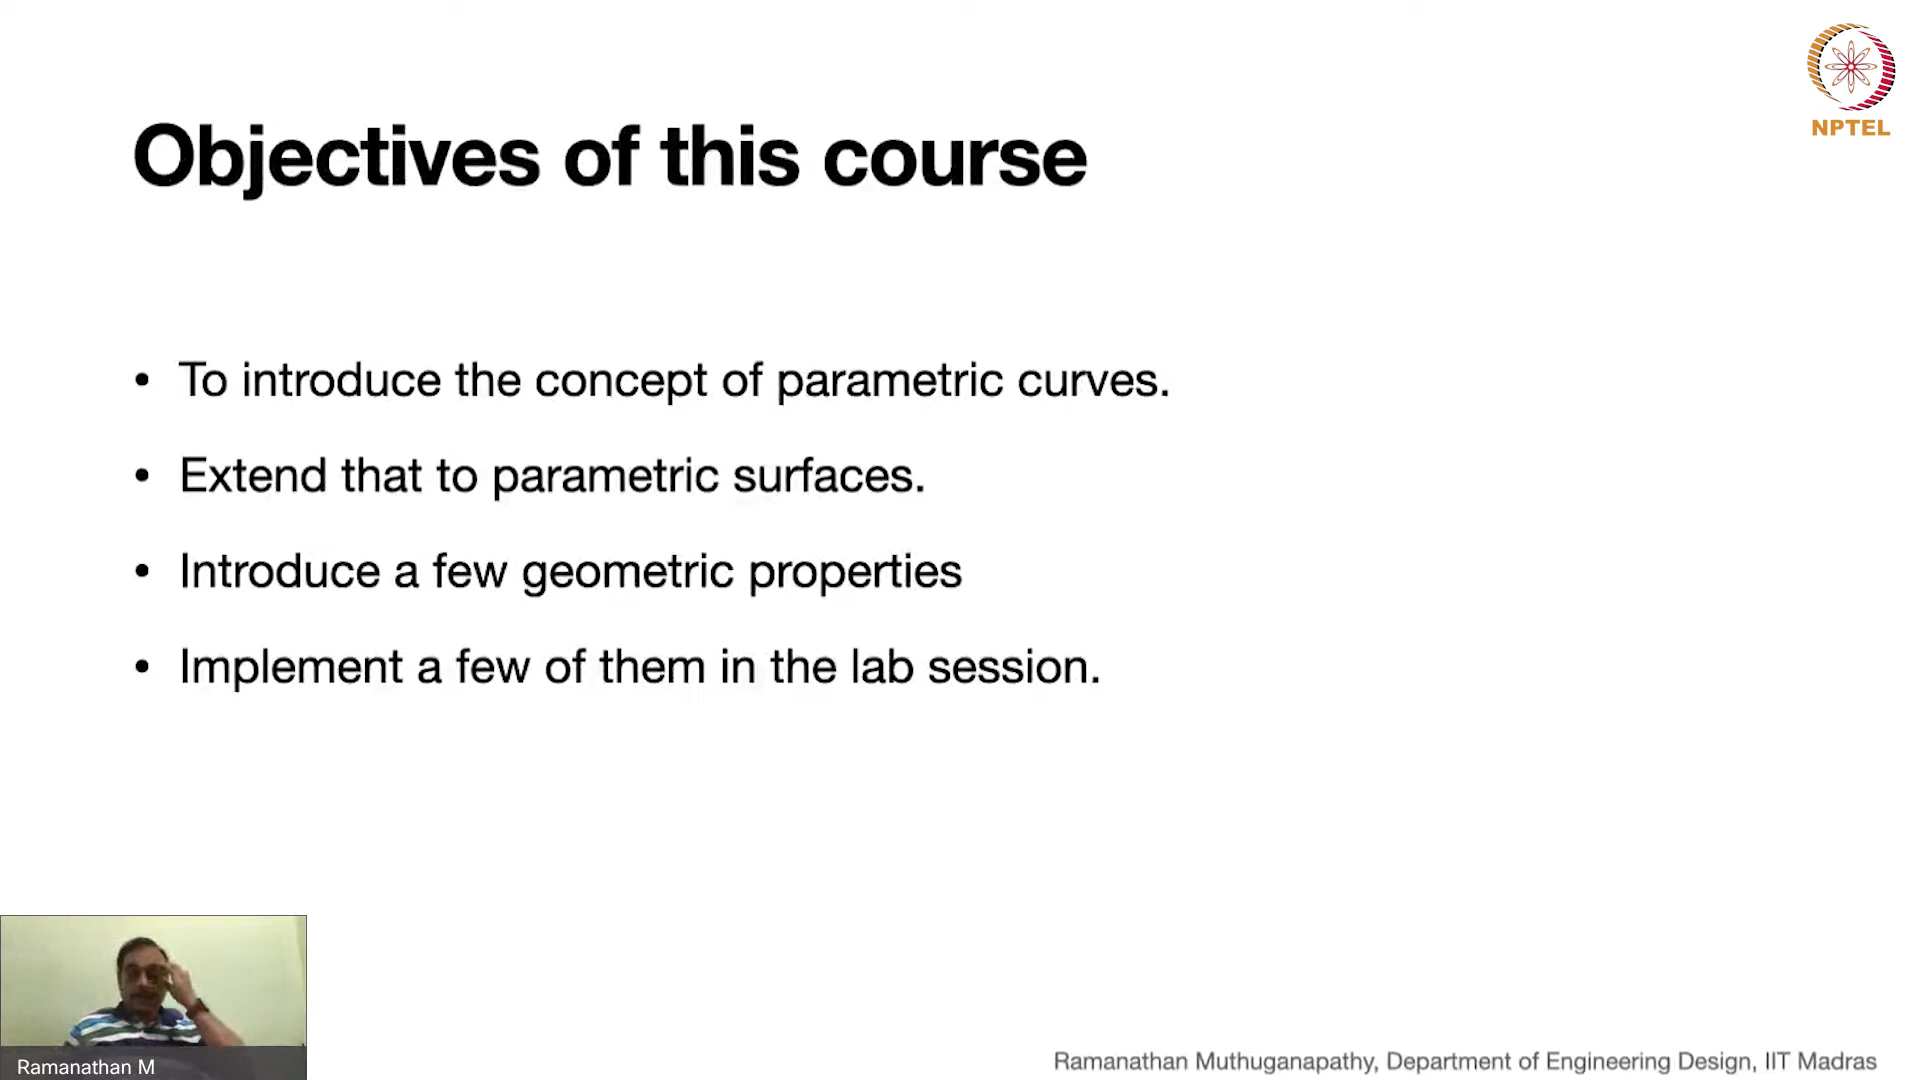 NPTEL
Objectives of this course
• To introduce the concept of parametric curves.
• Extend that to parametric surfaces.
• Introduce a few geometric properties
• Implement a few of them in the lab session.
Ramanathan M
Ramanathan Muthuganapathy, Department of Engineering Design, IIT Madras